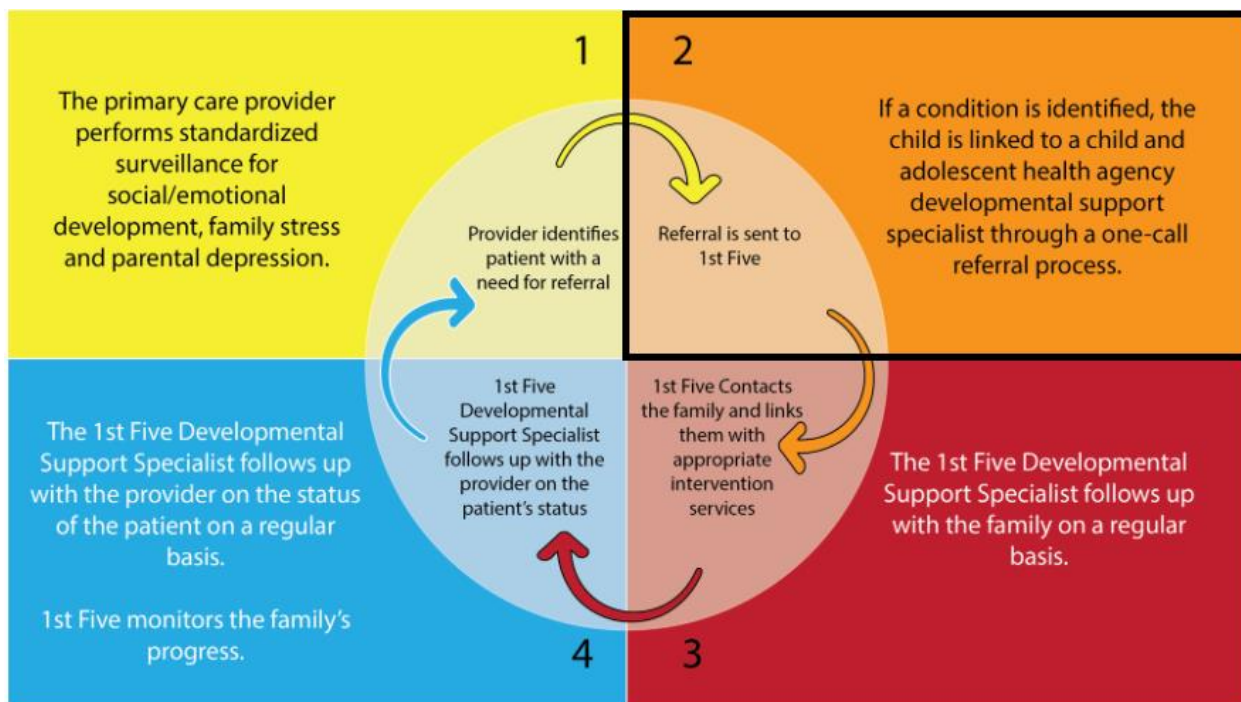 1
The primary care provider
performs standardized
surveillance for
social/emotional
development, family stress
and parental depression.
Provider identifies
patient with a
need for referral
2
If a condition is identified, the
child is linked to a child and
adolescent health agency
developmental support
specialist through a one-call
referral process.
Referral is sent to
1st Five
1st Five Contacts
the family and links
them with
appropriate
intervention
services
The 1st Five Developmental
Support Specialist follows up
with the family on a regular
basis.
3
1st Five
Developmental
Support Specialist
follows up with the
provider on the
patient's status
The 1st Five Developmental
Support Specialist follows up
with the provider on the status
of the patient on a regular
basis.
1st Five monitors the family's
progress.
4